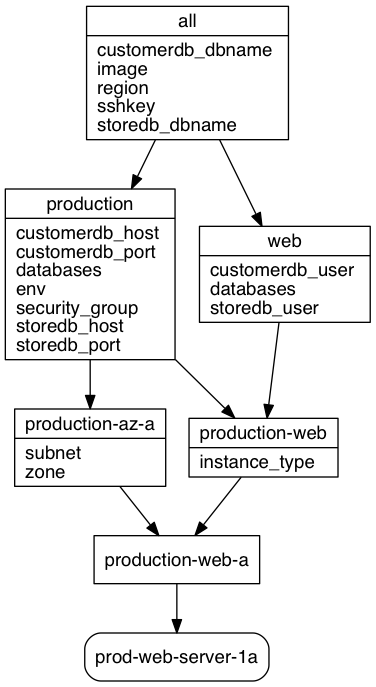 all
customerdb_dbname
image
region
sshkey
storedb_dbname
production
customerdb_host
customerdb_port
databases
env
security_group
storedb_host
storedb_port
web
customerdb_user
databases
storedb_user
production-az-a
subnet
zone
production-web
instance_type
production-web-a
prod-web-server-1a